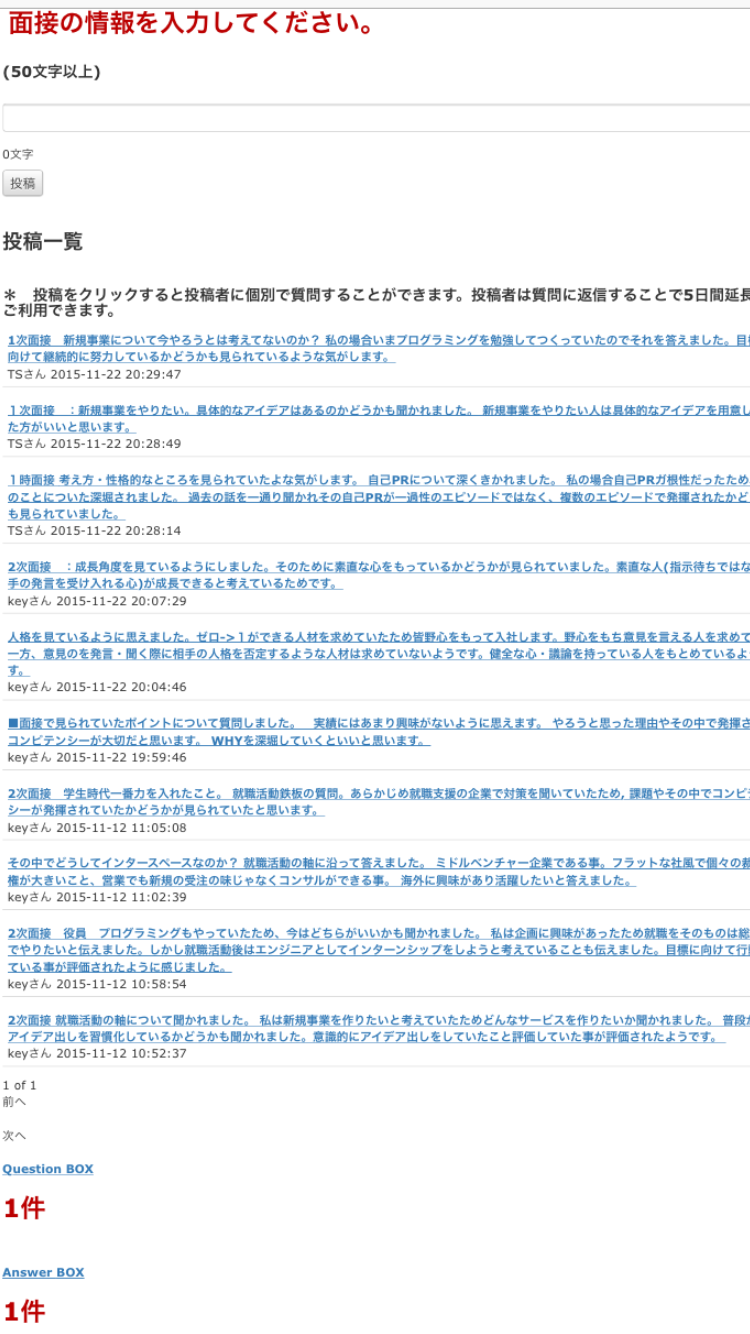 面接の情報を入力してください。
(50文字以上)
0文字
投稿
投稿一覧
＊　投稿をクリックすると投稿者に個別で質問することができます。投稿者は質問に返信することで5日間延長
ご利用できます。
1次面接　新規事業について今やろうとは考えてないのか？ 私の場合いまプログラミングを勉強してつくっていたのでそれを答えました。目
向けて継続的に努力しているかどうかも見られているような気がします。
TSさん 2015-11-22 20:29:47
１次面接　：新規事業をやりたい。具体的なアイデアはあるのかどうかも聞かれました。 新規事業をやりたい人は具体的なアイデアを用意し
た方がいいと思います。
TSさん 2015-11-22 20:28:49
１時面接 考え方・性格的なところを見られていたよな気がします。 自己PRについて深くきかれました。 私の場合自己PRガ根性だったため
のことについた深堀されました。 過去の話を一通り聞かれその自己PRが一過性のエピソードではなく、複数のエピソードで発揮されたかど
も見られていました。
TSさん 2015-11-22 20:28:14
2次面接　：成長角度を見ているようにしました。そのために素直な心をもっているかどうかが見られていました。素直な人(指示待ちではな
手の発言を受け入れる心)が成長できると考えているためです。
keyさん 2015-11-22 20:07:29
人格を見ているように思えました。ゼロ->１ができる人材を求めていたため皆野心をもって入社します。野心をもち意見を言える人を求めて
一方、意見のを発言・聞く際に相手の人格を否定するような人材は求めていないようです。健全な心・議論を持っている人をもとめているよ
す。
keyさん 2015-11-22 20:04:46
■面接で見られていたポイントについて質問しました。　実績にはあまり興味がないように思えます。 やろうと思った理由やその中で発揮さ
コンピテンシーが大切だと思います。 WHYを深堀していくといいと思います。
keyさん 2015-11-22 19:59:46
2次面接　学生時代一番力を入れたこと。 就職活動鉄板の質問。あらかじめ就職支援の企業で対策を聞いていたため, 課題やその中でコンピ
シーが発揮されていたかどうかが見られていたと思います。
keyさん 2015-11-12 11:05:08
その中でどうしてインタースペースなのか？ 就職活動の軸に沿って答えました。 ミドルベンチャー企業である事。フラットな社風で個々の裁
権が大きいこと、営業でも新規の受注の味じゃなくコンサルができる事。 海外に興味があり活躍したいと答えました。
keyさん 2015-11-12 11:02:39
2次面接　役員　プログラミングもやっていたため、今はどちらがいいかも聞かれました。 私は企画に興味があったため就職をそのものは総
でやりたいと伝えました。しかし就職活動後はエンジニアとしてインターンシップをしようと考えていることも伝えました。目標に向けて行
ている事が評価されたように感じました。
keyさん 2015-11-12 10:58:54
2次面接 就職活動の軸について聞かれました。 私は新規事業を作りたいと考えていたためどんなサービスを作りたいか聞かれました。 普段
アイデア出しを習慣化しているかどうかも聞かれました。意識的にアイデア出しをしていたこと評価していた事が評価されたようです。
keyさん 2015-11-12 10:52:37
1 of 1
前へ
次へ
Question BOX
1件
Answer BOX
1件